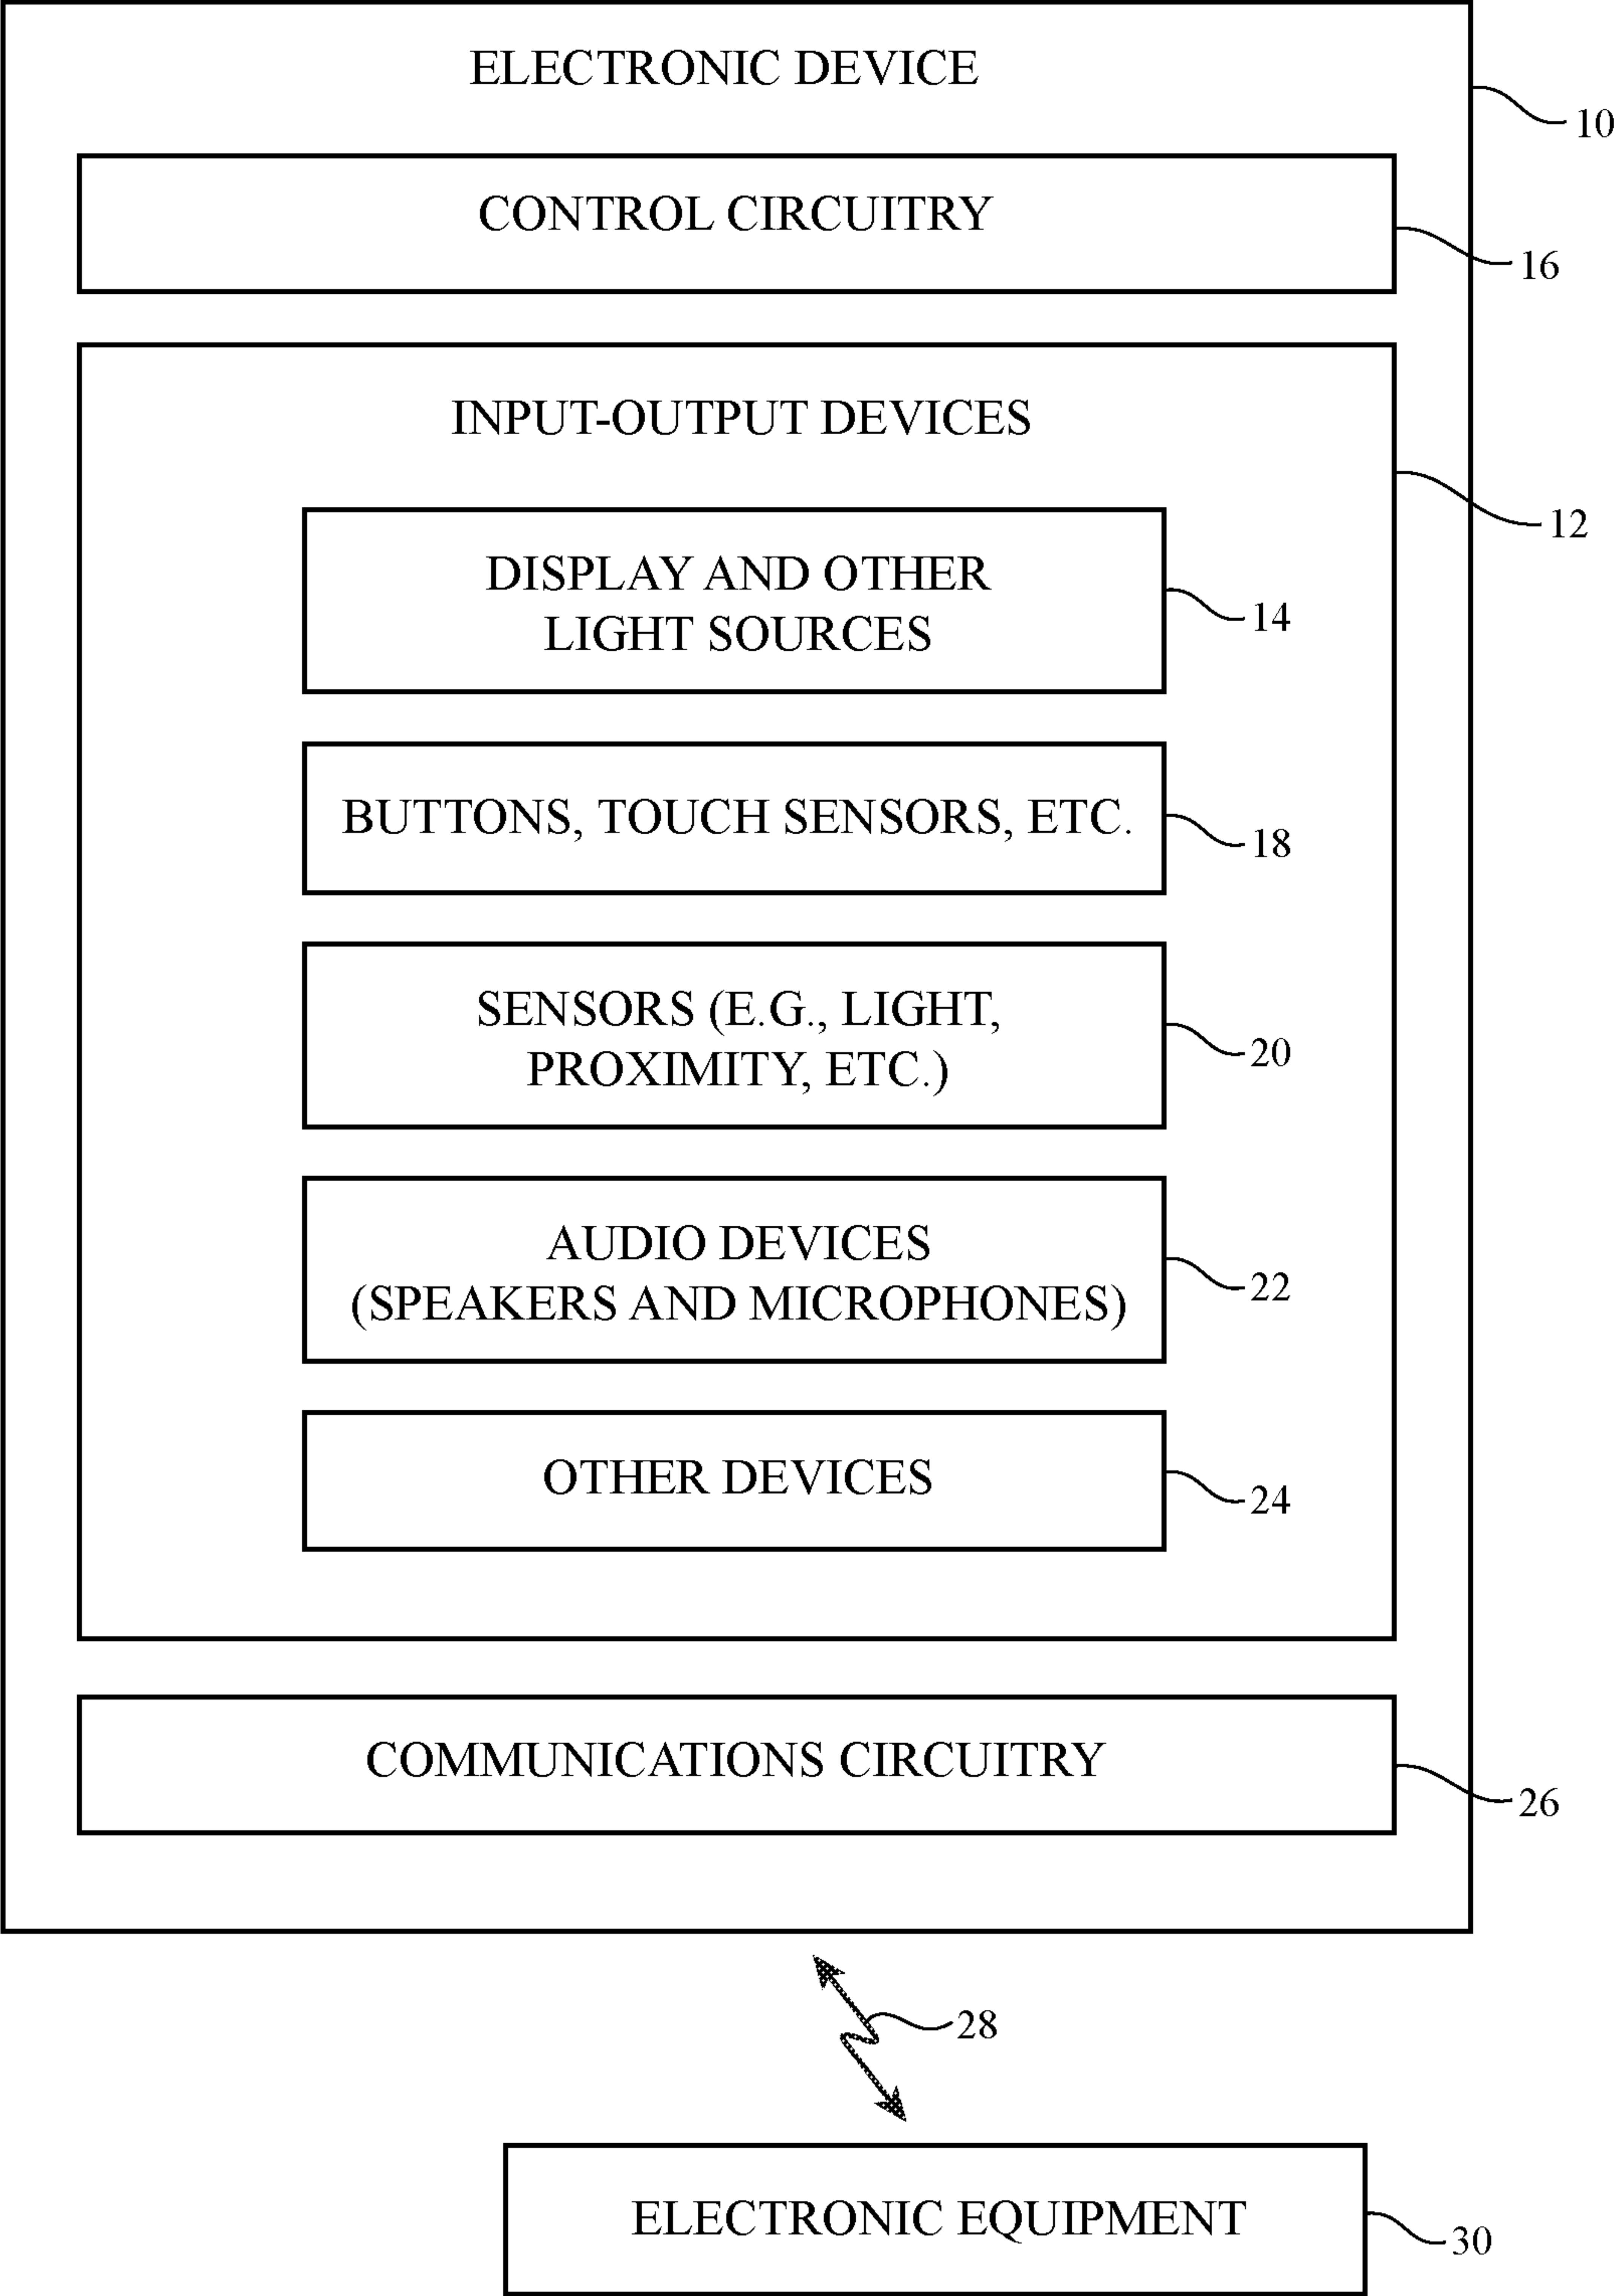 ELECTRONIC DEVICE
10
CONTROL CIRCUITRY
16
INPUT-OUTPUT DEVICES
12
DISPLAY AND OTHER
LIGHT SOURCES
14
BUTTONS, TOUCH SENSORS, ETC.
18
SENSORS (E.G., LIGHT,
PROXIMITY, ETC.)
20
AUDIO DEVICES
(SPEAKERS AND MICROPHONES)
22
OTHER DEVICES
24
COMMUNICATIONS CIRCUITRY
26
28
ELECTRONIC EQUIPMENT
30